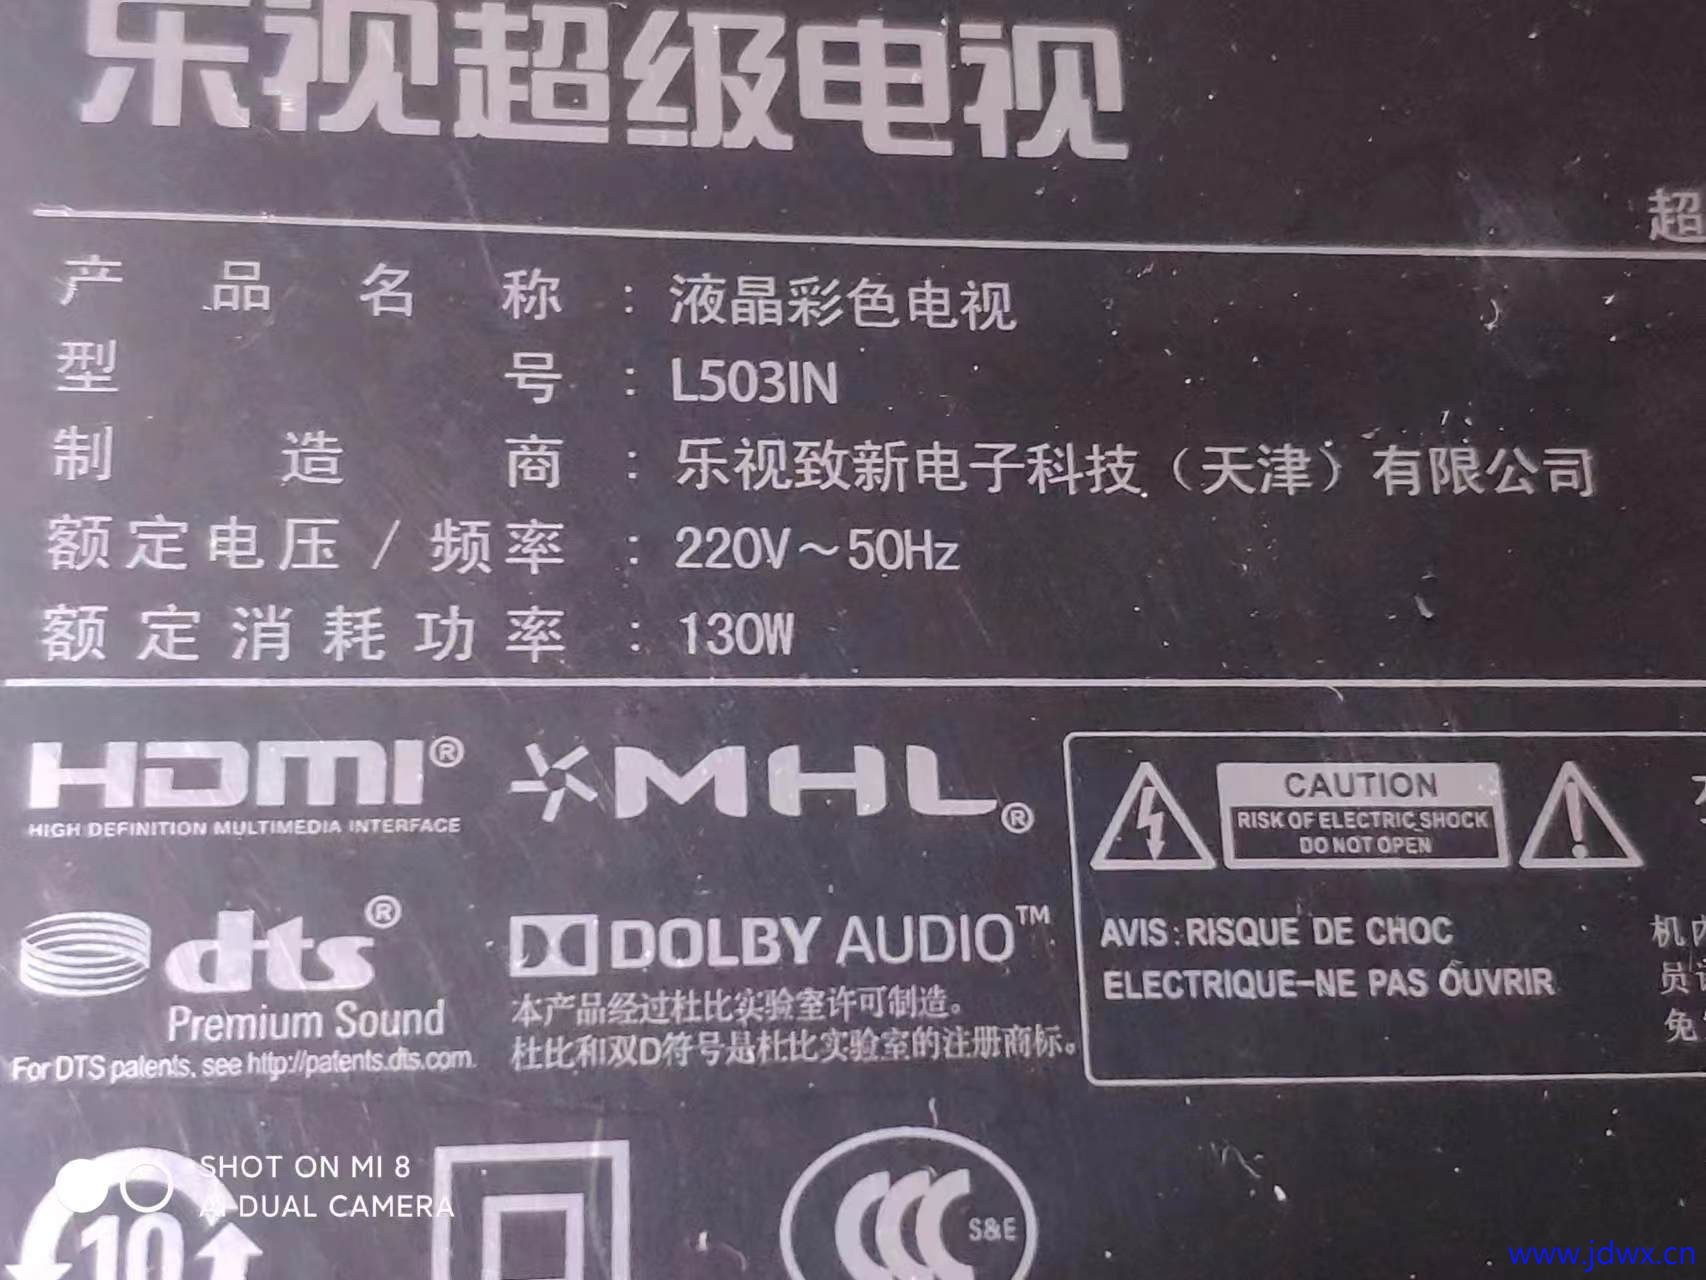 乐视超级电视
超
产品名称：液晶彩色电视
型号：L503IN
制造商：乐视致新电子科技（天津）有限公司
额定电压/频率：220V～50Hz
额定消耗功率：130W
HDMI®
HIGH DEFINITION MULTIMEDIA INTERFACE
MHL®
CAUTION
RISK OF ELECTRIC SHOCK
DO NOT OPEN
AVIS:RISQUE DE CHOC
ELECTRIQUE-NE PAS OUVRIR
机内
员
免
dts®
Premium Sound
For DTS patents, see http://patents.dts.com.
DOLBY AUDIO™
本产品经过杜比实验室许可制造。
杜比和双D符号是杜比实验室的注册商标。
10
S&E
SHOT ON MI 8
AI DUAL CAMERA
www.jdwx.cn